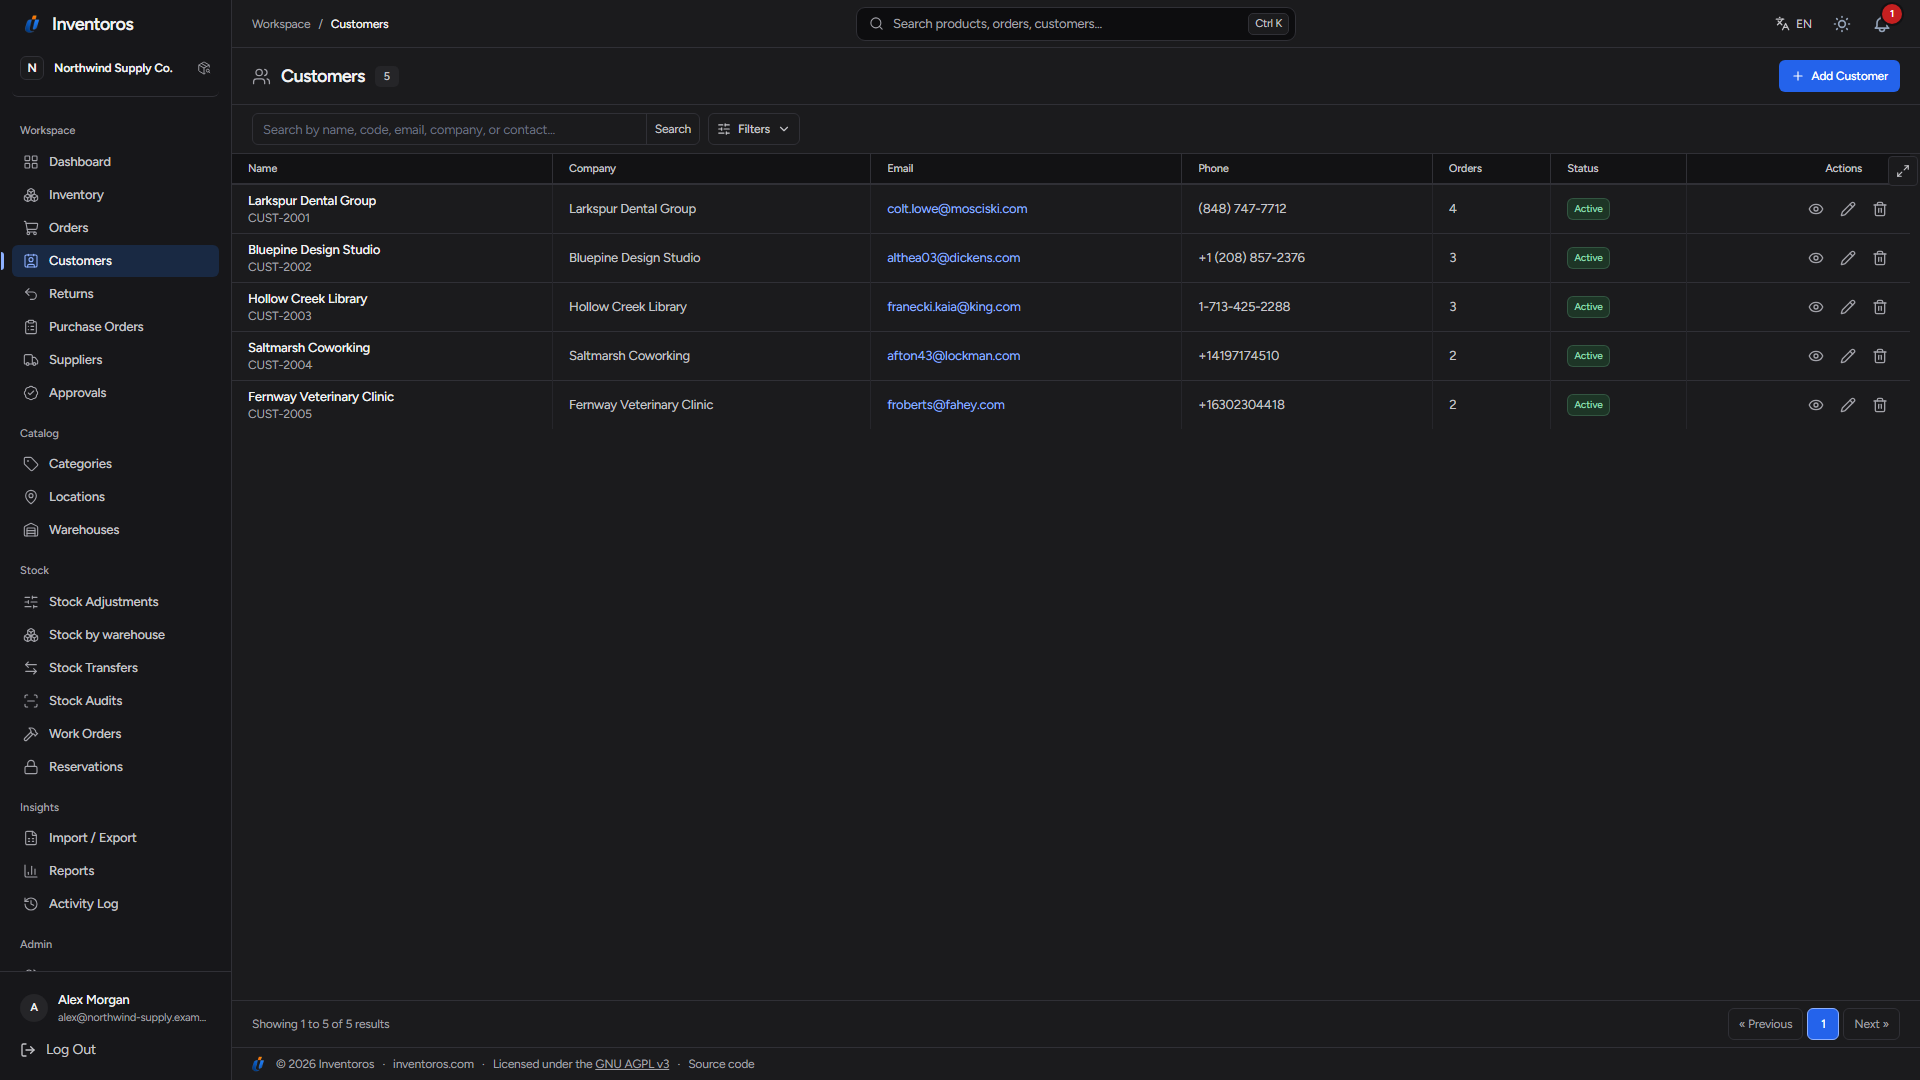 Inventoros
N Northwind Supply Co.
Workspace
Dashboard
Inventory
Orders
Customers
Returns
Purchase Orders
Suppliers
Approvals
Catalog
Categories
Locations
Warehouses
Stock
Stock Adjustments
Stock by warehouse
Stock Transfers
Stock Audits
Work Orders
Reservations
Insights
Import / Export
Reports
Activity Log
Admin
A
Alex Morgan
alex@northwind-supply.exam...
Log Out
Workspace / Customers
Search products, orders, customers... Ctrl K
EN
1
Customers 5
Add Customer
Search by name, code, email, company, or contact... Search
Filters
Name Company Email Phone Orders Status Actions
Larkspur Dental Group
CUST-2001
Larkspur Dental Group colt.lowe@mosciski.com (848) 747-7712 4 Active
Bluepine Design Studio
CUST-2002
Bluepine Design Studio althea03@dickens.com +1 (208) 857-2376 3 Active
Hollow Creek Library
CUST-2003
Hollow Creek Library franecki.kaia@king.com 1-713-425-2288 3 Active
Saltmarsh Coworking
CUST-2004
Saltmarsh Coworking afton43@lockman.com +14197174510 2 Active
Fernway Veterinary Clinic
CUST-2005
Fernway Veterinary Clinic froberts@fahey.com +16302304418 2 Active
Showing 1 to 5 of 5 results
« Previous 1 Next »
© 2026 Inventoros · inventoros.com · Licensed under the GNU AGPL v3 · Source code